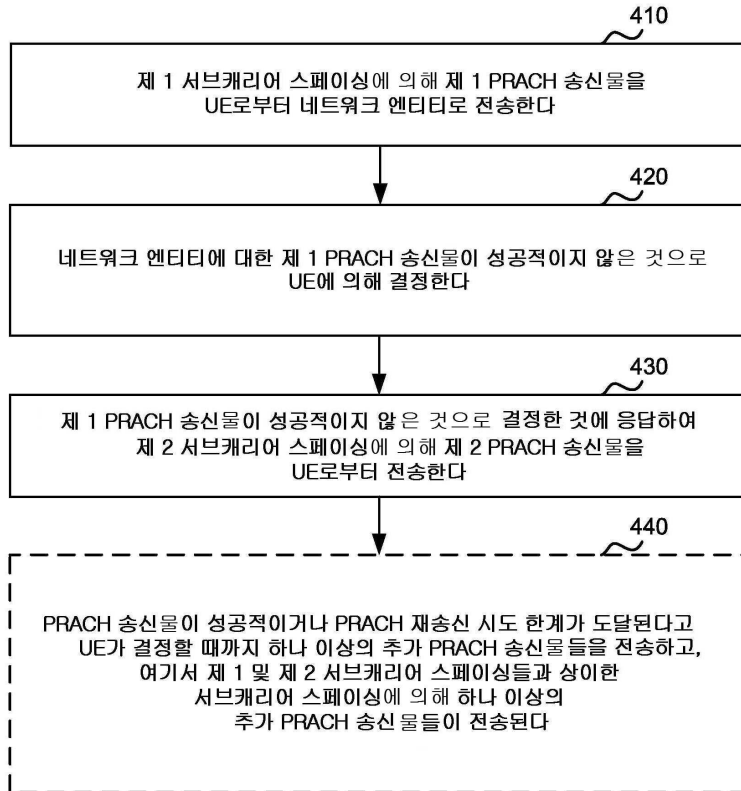 410
제 1 서브캐리어 스페이싱에 의해 제 1 PRACH 송신물을
UE로부터 네트워크 엔티티로 전송한다
420
네트워크 엔티티에 대한 제 1 PRACH 송신물이 성공적이지 않은 것으로
UE에 의해 결정한다
430
제 1 PRACH 송신물이 성공적이지 않은 것으로 결정한 것에 응답하여
제 2 서브캐리어 스페이싱에 의해 제 2 PRACH 송신물을
UE로부터 전송한다
440
PRACH 송신물이 성공적이거나 PRACH 재송신 시도 한계가 도달된다고
UE가 결정할 때까지 하나 이상의 추가 PRACH 송신물들을 전송하고,
여기서 제 1 및 제 2 서브캐리어 스페이싱들과 상이한
서브캐리어 스페이싱에 의해 하나 이상의
추가 PRACH 송신물들이 전송된다